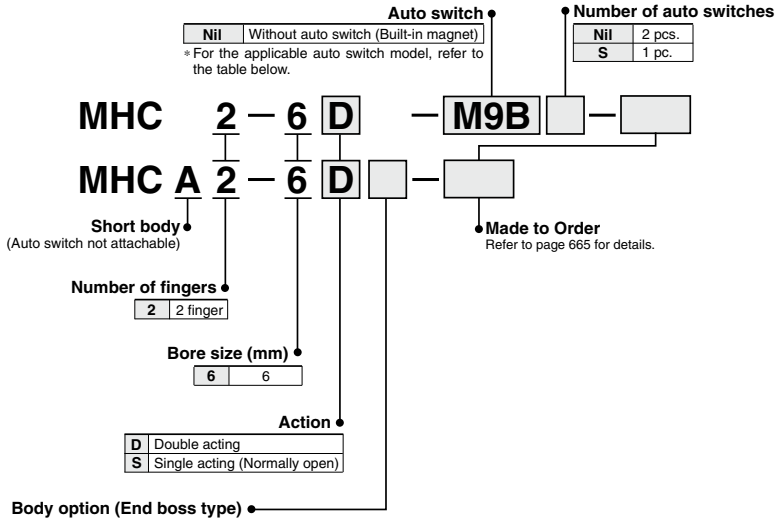 Auto switch
Nil Without auto switch (Built-in magnet)
* For the applicable auto switch model, refer to
the table below.
Number of auto switches
Nil 2 pcs.
S 1 pc.
MHC 2 — 6 D — M9B —
MHC A 2 — 6 D —
Short body
(Auto switch not attachable)
Made to Order
Refer to page 665 for details.
Number of fingers
2 2 finger
Bore size (mm)
6 6
Action
D Double acting
S Single acting (Normally open)
Body option (End boss type)